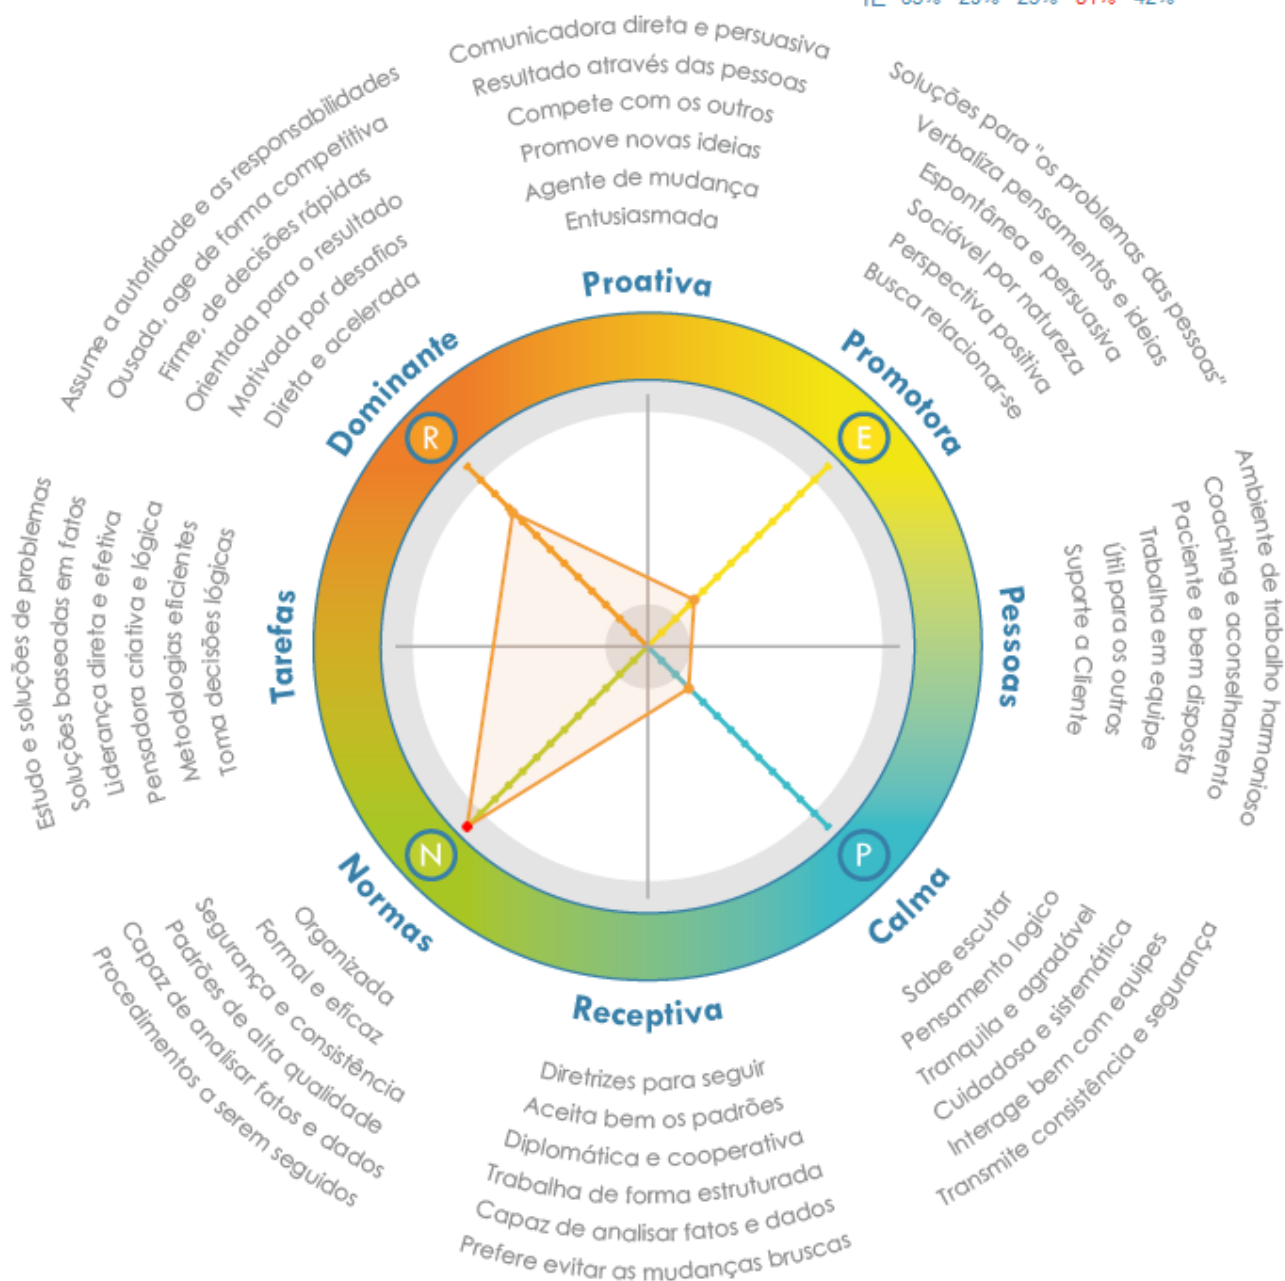 Comunicadora direta e persuasiva
Resultado através das pessoas
Compete com os outros
Promove novas ideias
Agente de mudança
Entusiasmada
Proativa
Assume a autoridade e as responsabilidades
Ousada, age de forma competitiva
Firme, de decisões rápidas
Orientada para o resultado
Motivada por desafios
Direta e acelerada
Dominante
R
Soluções para "os problemas das pessoas"
Verbaliza pensamentos e ideias
Espontânea e persuasiva
Sociável por natureza
Perspectiva positiva
Busca relacionar-se
Promotora
E
Estudo e soluções de problemas
Soluções baseadas em fatos
Liderança direta e efetiva
Pensadora criativa e lógica
Metodologias eficientes
Toma decisões lógicas
Tarefas
Pessoas
Ambiente de trabalho harmonioso
Coaching e aconselhamento
Paciente e bem disposta
Trabalha em equipe
Útil para os outros
Suporte a Cliente
N
Normas
Organizada
Formal e eficaz
Segurança e consistência
Padrões de alta qualidade
Capaz de analisar fatos e dados
Procedimentos a serem seguidos
P
Calma
Sabe escutar
Pensamento logico
Tranquila e agradável
Cuidadosa e sistemática
Interage bem com equipes
Transmite consistência e segurança
Receptiva
Diretrizes para seguir
Aceita bem os padrões
Diplomática e cooperativa
Trabalha de forma estruturada
Capaz de analisar fatos e dados
Prefere evitar as mudanças bruscas